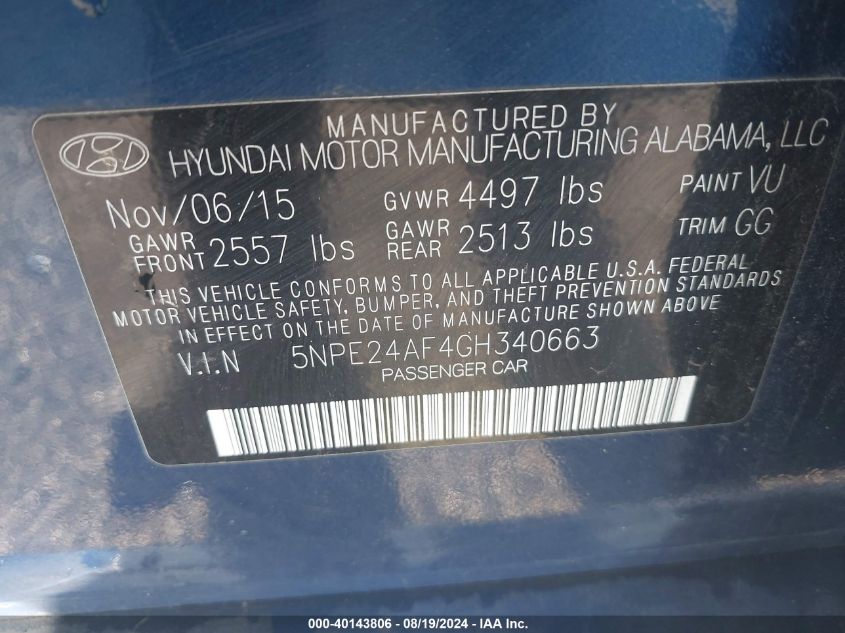 MANUFACTURED BY
HYUNDAI MOTOR MANUFACTURING ALABAMA, LLC
Nov/06/15 GVWR 4497 lbs PAINT VU
GAWR FRONT 2557 lbs GAWR REAR 2513 lbs TRIM GG
THIS VEHICLE CONFORMS TO ALL APPLICABLE U.S.A. FEDERAL
MOTOR VEHICLE SAFETY, BUMPER, AND THEFT PREVENTION STANDARDS
IN EFFECT ON THE DATE OF MANUFACTURE SHOWN ABOVE
V.I.N 5NPE24AF4GH340663
PASSENGER CAR
000-40143806 - 08/19/2024 - IAA Inc.